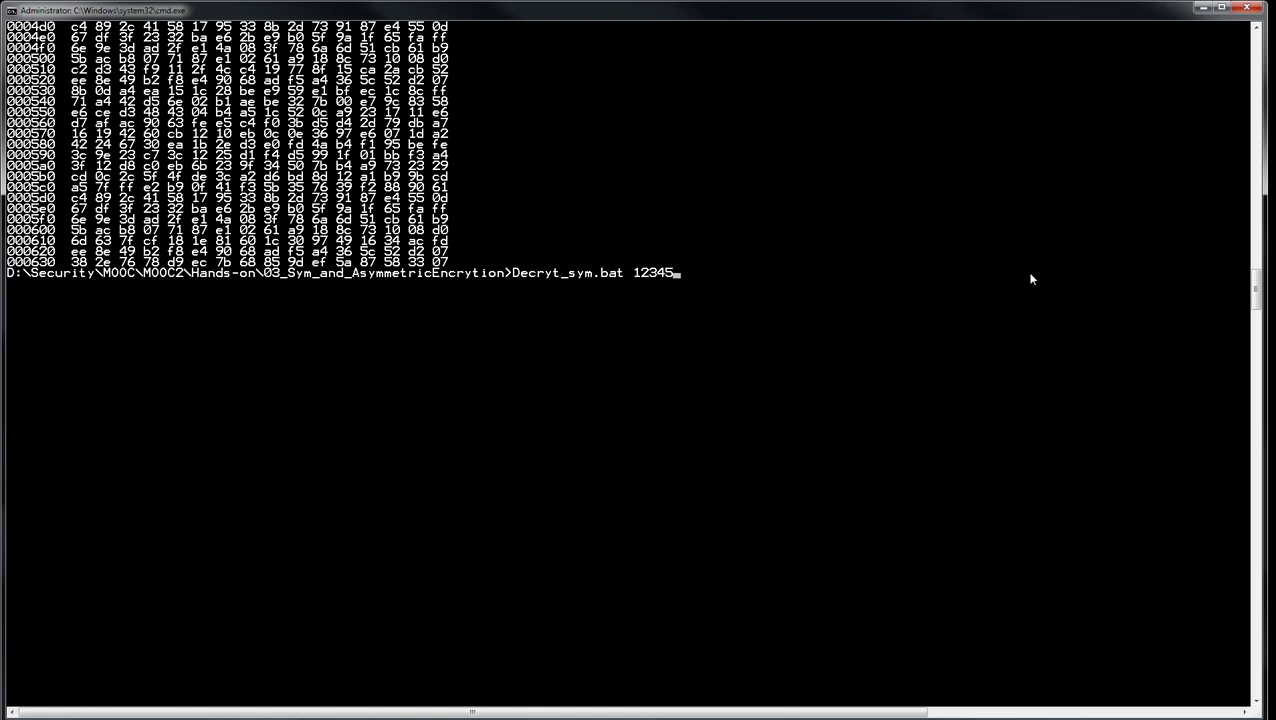 Administrator: C:\Windows\system32\cmd.exe
0004d0 c4 89 2c 41 58 17 95 33 8b 2d 73 91 87 e4 55 0d
0004e0 67 df 3f 23 32 ba e6 2b e9 b0 5f 9a 1f 65 fa ff
0004f0 6e 9e 3d ad 2f e1 4a 08 3f 78 6a 6d 51 cb 61 b9
000500 5b ac b8 07 71 87 e1 02 61 a9 18 8c 73 10 08 d0
000510 c2 d3 43 f9 11 2f 4c c4 19 77 8f 15 ca 2a cb 52
000520 ee 8e 49 b2 f8 e4 90 68 ad f5 a4 36 5c 52 d2 07
000530 8b 0d a4 ea 15 1c 28 be e9 59 e1 bf ec 1c 8c ff
000540 71 a4 42 d5 6e 02 b1 ae be 32 7b 00 e7 9c 83 58
000550 e6 ce d3 48 43 04 b4 a5 1c 52 0c a9 23 17 11 e6
000560 d7 af ac 90 63 fe e5 c4 f0 3b d5 d4 2d 79 db a7
000570 16 19 42 60 cb 12 10 eb 0c 0e 36 97 e6 07 1d a2
000580 42 24 67 30 ea 1b 2e d3 e0 fd 4a b4 f1 95 be fe
000590 3c 9e 23 c7 3c 12 25 d1 f4 d5 99 1f 01 bb f3 a4
0005a0 3f 12 d8 c0 eb 6b 23 9f 34 50 7b b4 a9 73 23 29
0005b0 cd 0c 2c 5f 4f de 3c a2 d6 bd 8d 12 a1 b9 9b cd
0005c0 a5 7f ff e2 b9 0f 41 f3 5b 35 76 39 f2 88 90 61
0005d0 c4 89 2c 41 58 17 95 33 8b 2d 73 91 87 e4 55 0d
0005e0 67 df 3f 23 32 ba e6 2b e9 b0 5f 9a 1f 65 fa ff
0005f0 6e 9e 3d ad 2f e1 4a 08 3f 78 6a 6d 51 cb 61 b9
000600 5b ac b8 07 71 87 e1 02 61 a9 18 8c 73 10 08 d0
000610 6d 63 7f cf 18 1e 81 60 1c 30 97 49 16 34 ac fd
000620 ee 8e 49 b2 f8 e4 90 68 ad f5 a4 36 5c 52 d2 07
000630 38 2e 76 78 d9 ec 7b 68 85 9d ef 5a 87 58 33 07
D:\Security\MOOC\MOOC2\Hands-on\03_Sym_and_AsymmetricEncrytion>Decryt_sym.bat 12345